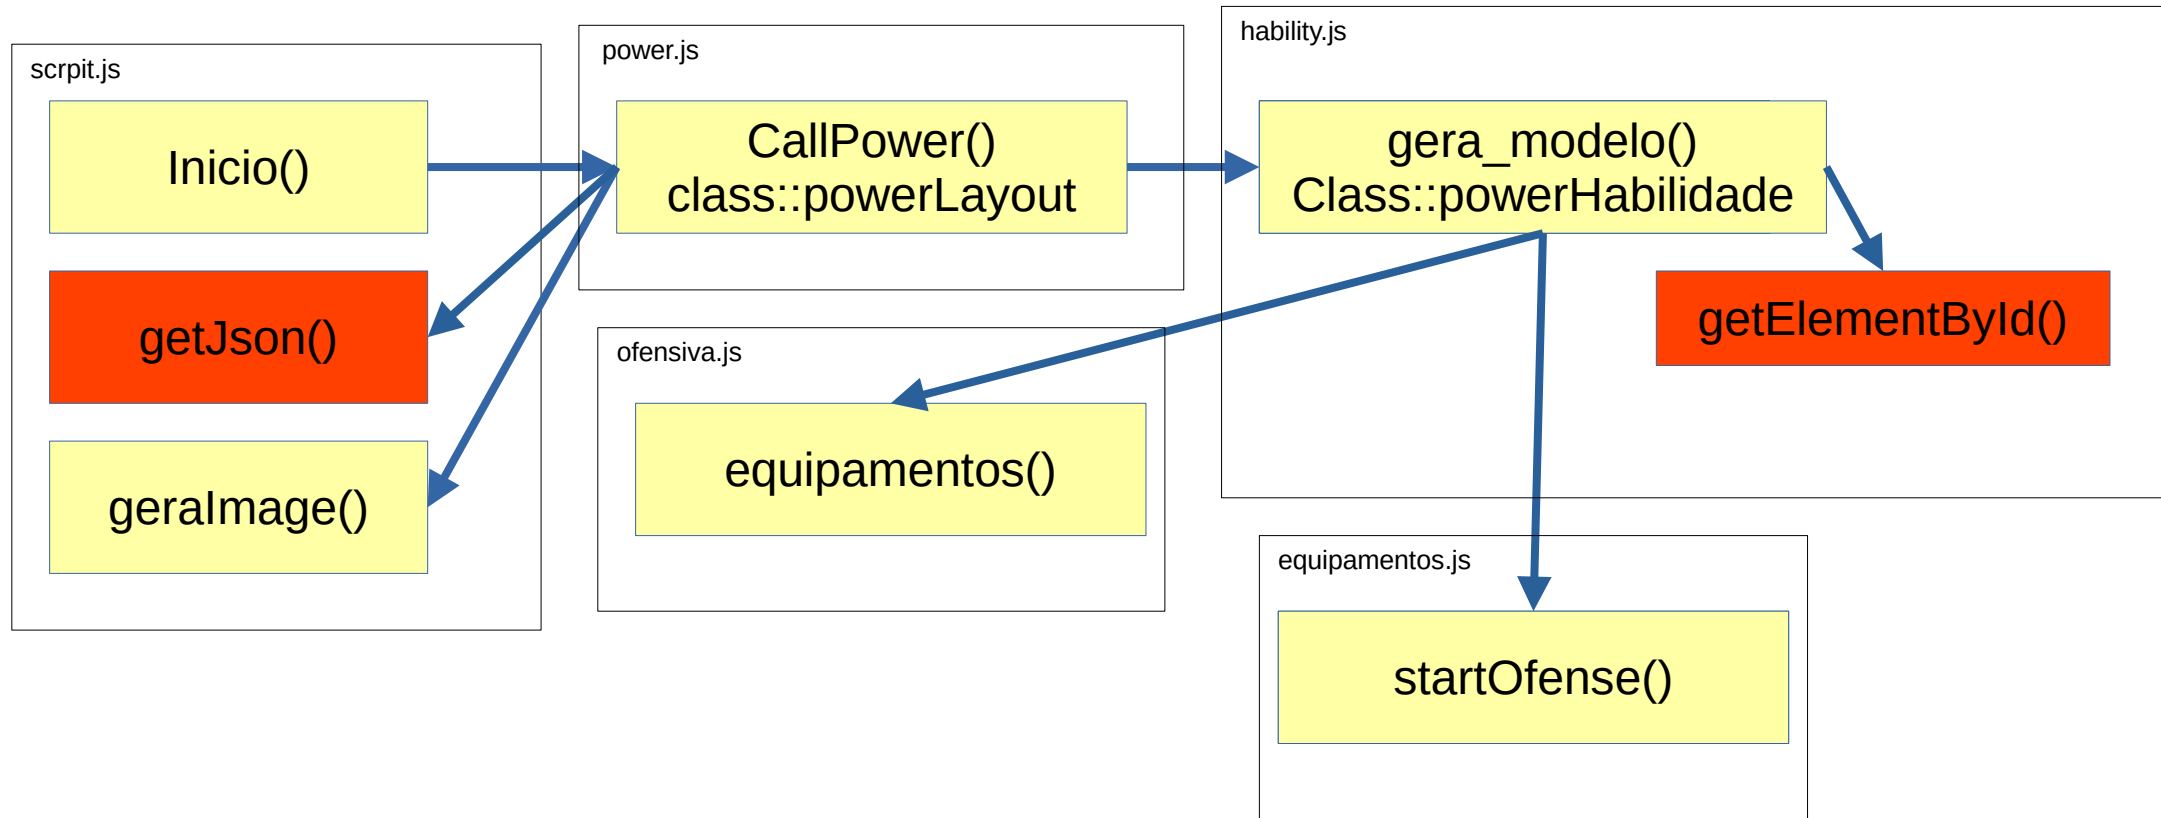 scrpit.js
Inicio()
getJson()
geraImage()
power.js
CallPower()
class::powerLayout
ofensiva.js
equipamentos()
hability.js
gera_modelo()
Class::powerHabilidade
getElementById()
equipamentos.js
startOfense()